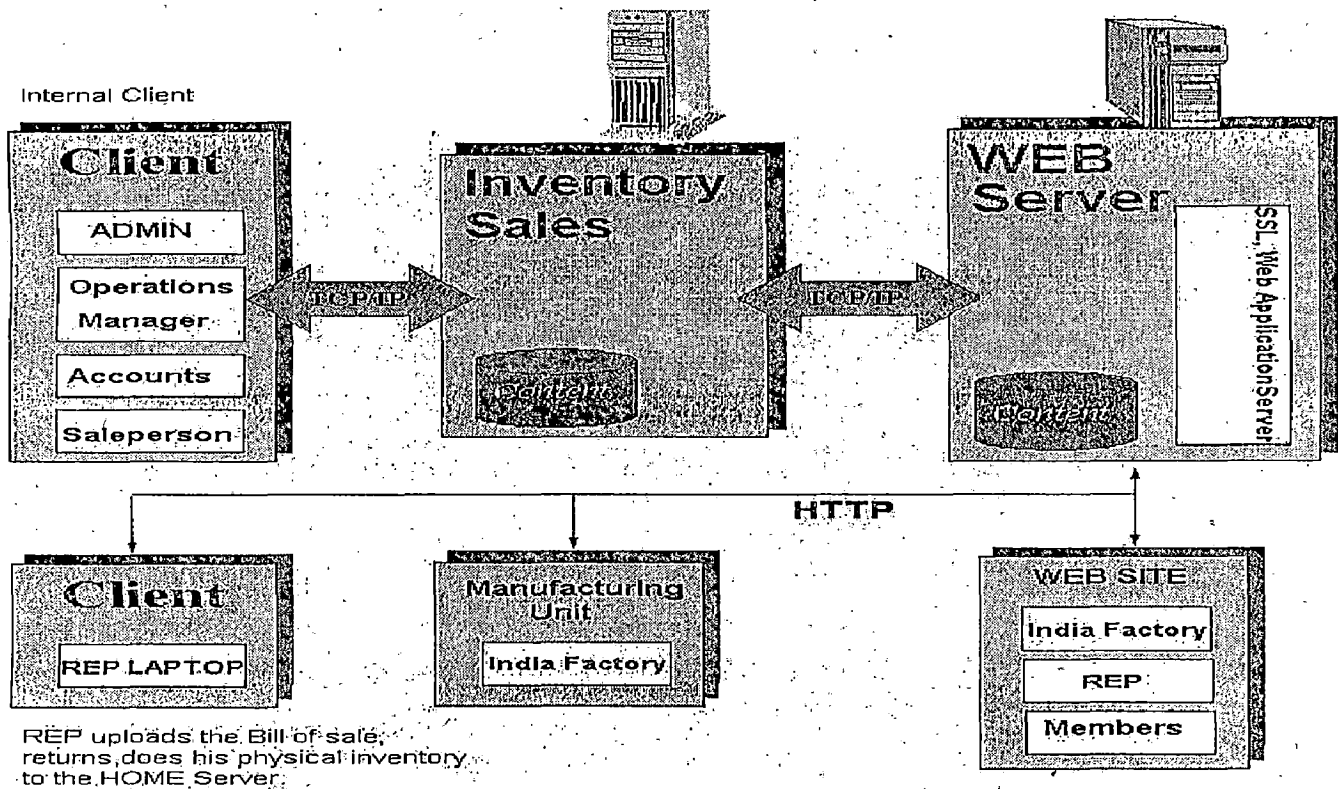 Internal Client
Client
ADMIN
Operations
Manager
Accounts
Saleperson
TCP/IP
Inventory
Sales
Content
TCP/IP
WEB
Server
SSL, Web ApplicationServer
Content
HTTP
Client
REP LAPTOP
REP uploads the Bill of sale,
returns,does his physical inventory
to the HOME Server.
Manufacturing
Unit
India Factory
WEB SITE
India Factory
REP
Members